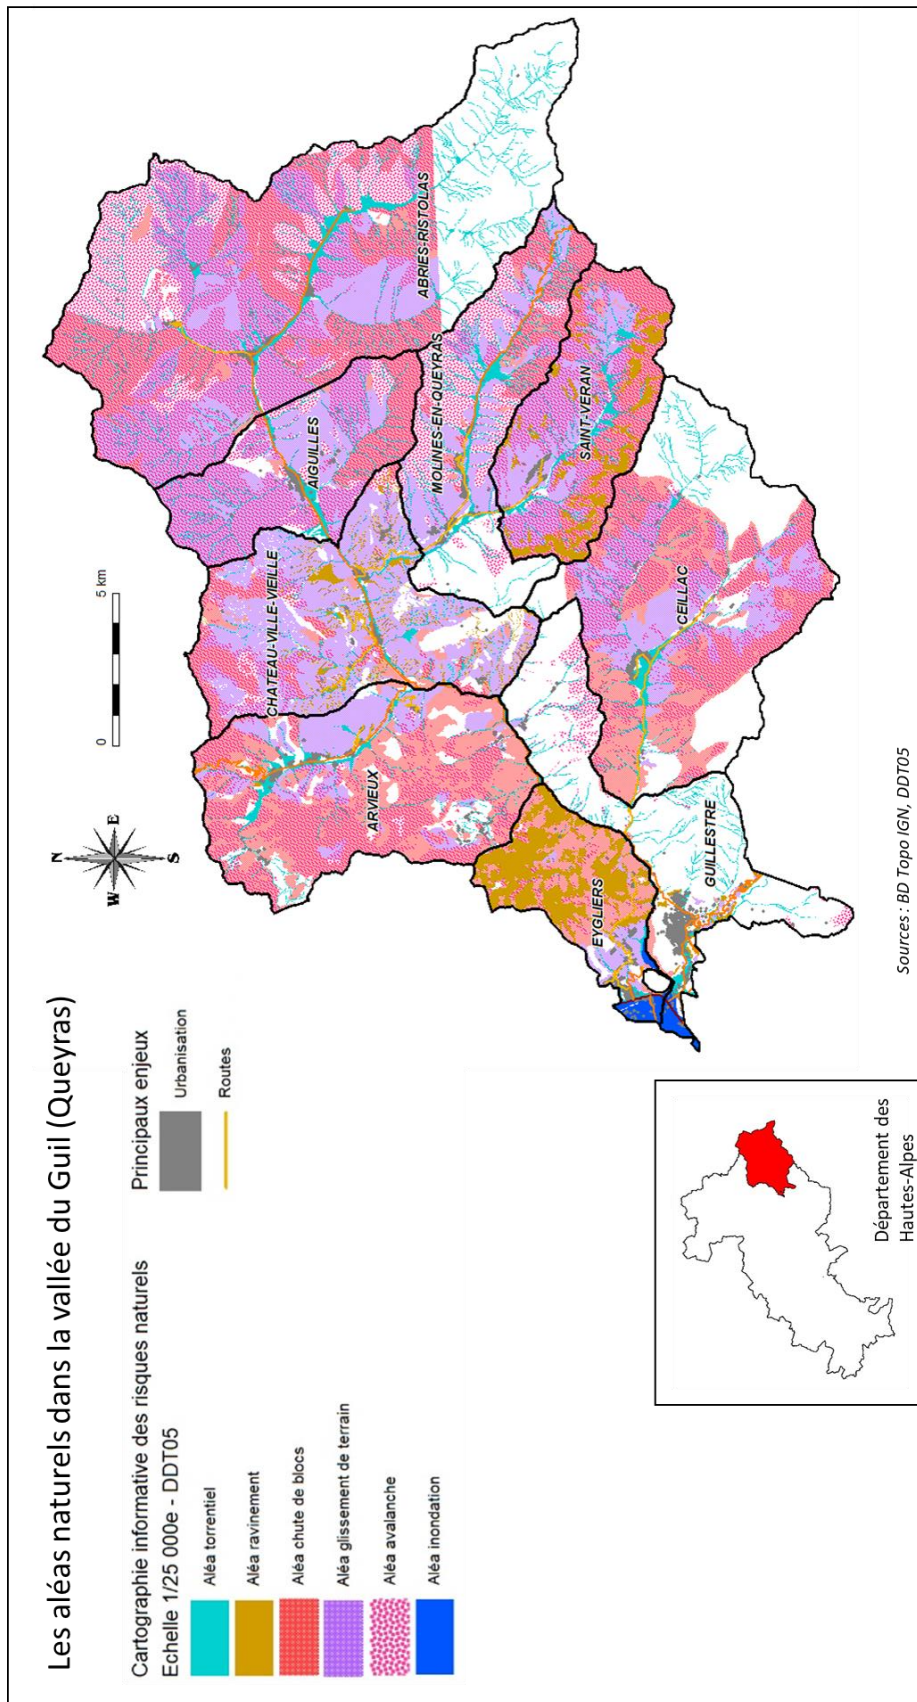 Les aléas naturels dans la vallée du Guil (Queyras)
Cartographie informative des risques naturels
Echelle 1/25 000e - DDT05
Aléa torrentiel
Aléa ravinement
Aléa chute de blocs
Aléa glissement de terrain
Aléa avalanche
Aléa inondation
Principaux enjeux
Urbanisation
Routes
N
W
E
S
0
5 km
CHATEAU-VILLE-VIEILLE
AIGUILLES
ABRIES-RISTOLAS
ARVIEUX
MOLINES-EN-QUEYRAS
SAINT-VERAN
EYGLIERS
CEILLAC
GUILLESTRE
Département des
Hautes-Alpes
Sources : BD Topo IGN, DDT05